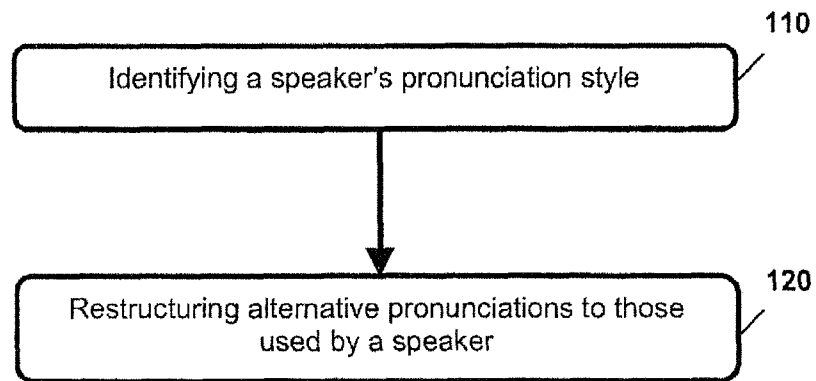 110
Identifying a speaker's pronunciation style
120
Restructuring alternative pronunciations to those
used by a speaker